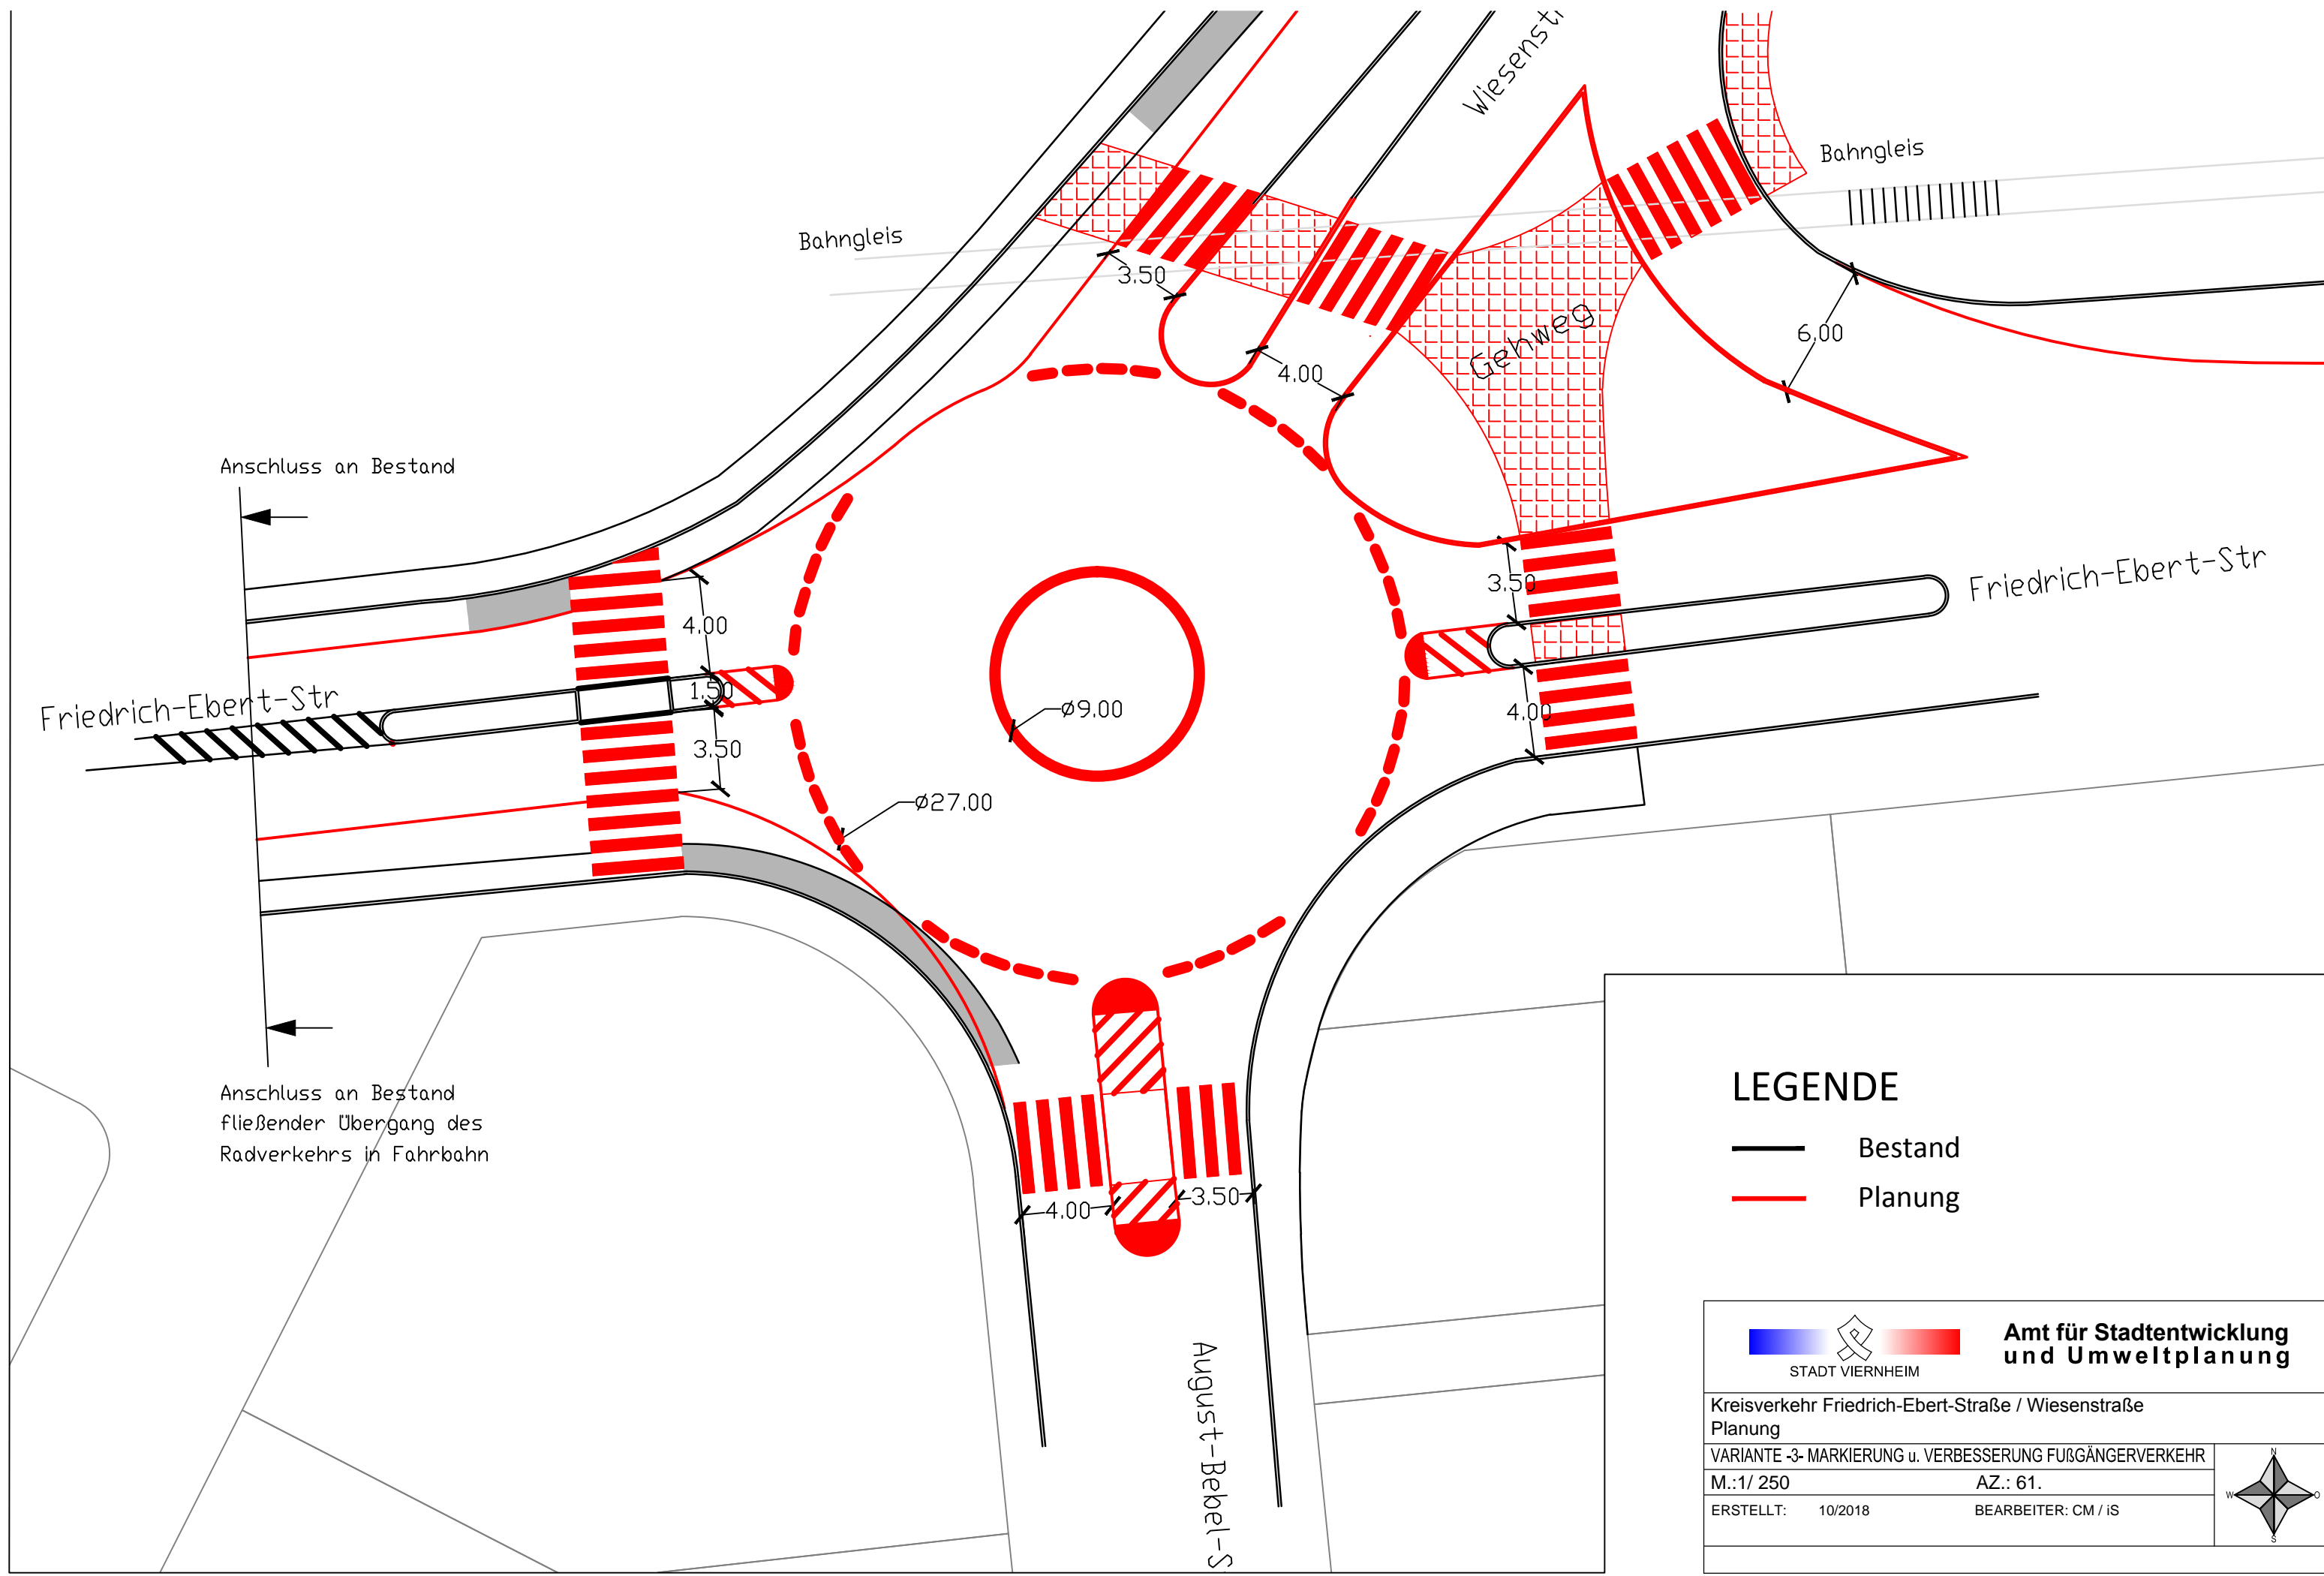 Wiesenstr
Bahngleis
Bahngleis
3.50
Gehweg
6.00
4.00
Anschluss an Bestand
Friedrich-Ebert-Str
3.50
4.00
1.50
Friedrich-Ebert-Str
3.50
ø9.00
4.00
ø27.00
Anschluss an Bestand
fließender Übergang des
Radverkehrs in Fahrbahn
4.00
3.50
August-Bebel-S
LEGENDE
Bestand
Planung
STADT VIERNHEIM
Amt für Stadtentwicklung
und Umweltplanung
Kreisverkehr Friedrich-Ebert-Straße / Wiesenstraße
Planung
VARIANTE -3- MARKIERUNG u. VERBESSERUNG FUßGÄNGERVERKEHR
M.:1/ 250 AZ.: 61.
ERSTELLT: 10/2018 BEARBEITER: CM / iS
N
W O
S